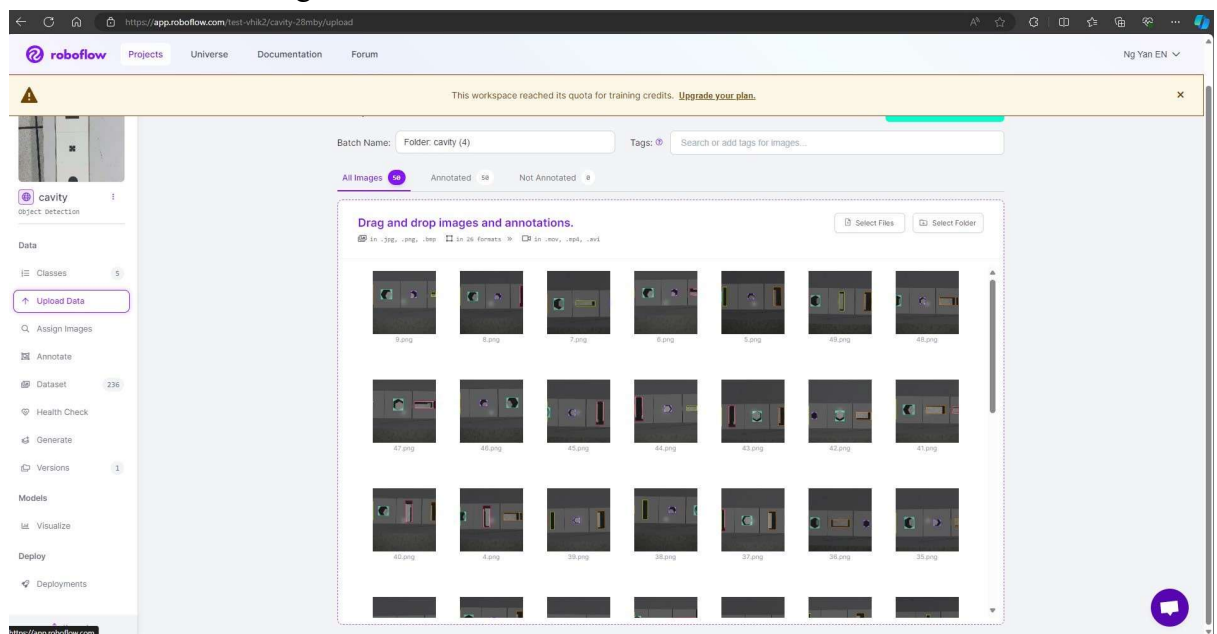 https://app.roboflow.com/test-vhik2/cavity-28mby/upload
roboflow
Projects
Universe
Documentation
Forum
Ng Yan EN
This workspace reached its quota for training credits. Upgrade your plan.
Batch Name:
Folder: cavity (4)
Tags:
Search or add tags for images...
cavity
Object Detection
All Images 50
Annotated 50
Not Annotated 0
Drag and drop images and annotations.
in .jpg, .png, .bmp
in 26 formats
in .mov, .mp4, .avi
Select Files
Select Folder
Data
Classes 5
Upload Data
Assign Images
Annotate
Dataset 236
Health Check
Generate
Versions 1
Models
Visualize
Deploy
Deployments
9.png
8.png
7.png
6.png
5.png
49.png
48.png
47.png
46.png
45.png
44.png
43.png
42.png
41.png
40.png
4.png
39.png
38.png
37.png
36.png
35.png
https://app.roboflow.com